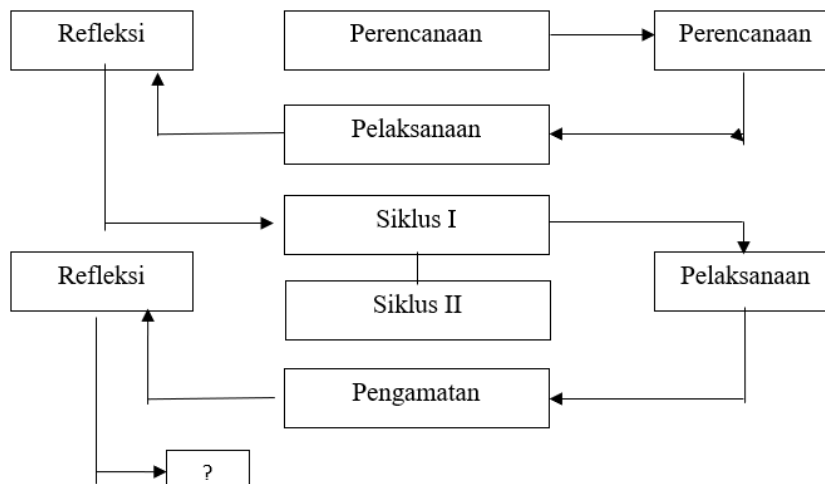 Refleksi
Perencanaan
Perencanaan
Pelaksanaan
Siklus I
Refleksi
Pelaksanaan
Siklus II
Pengamatan
?